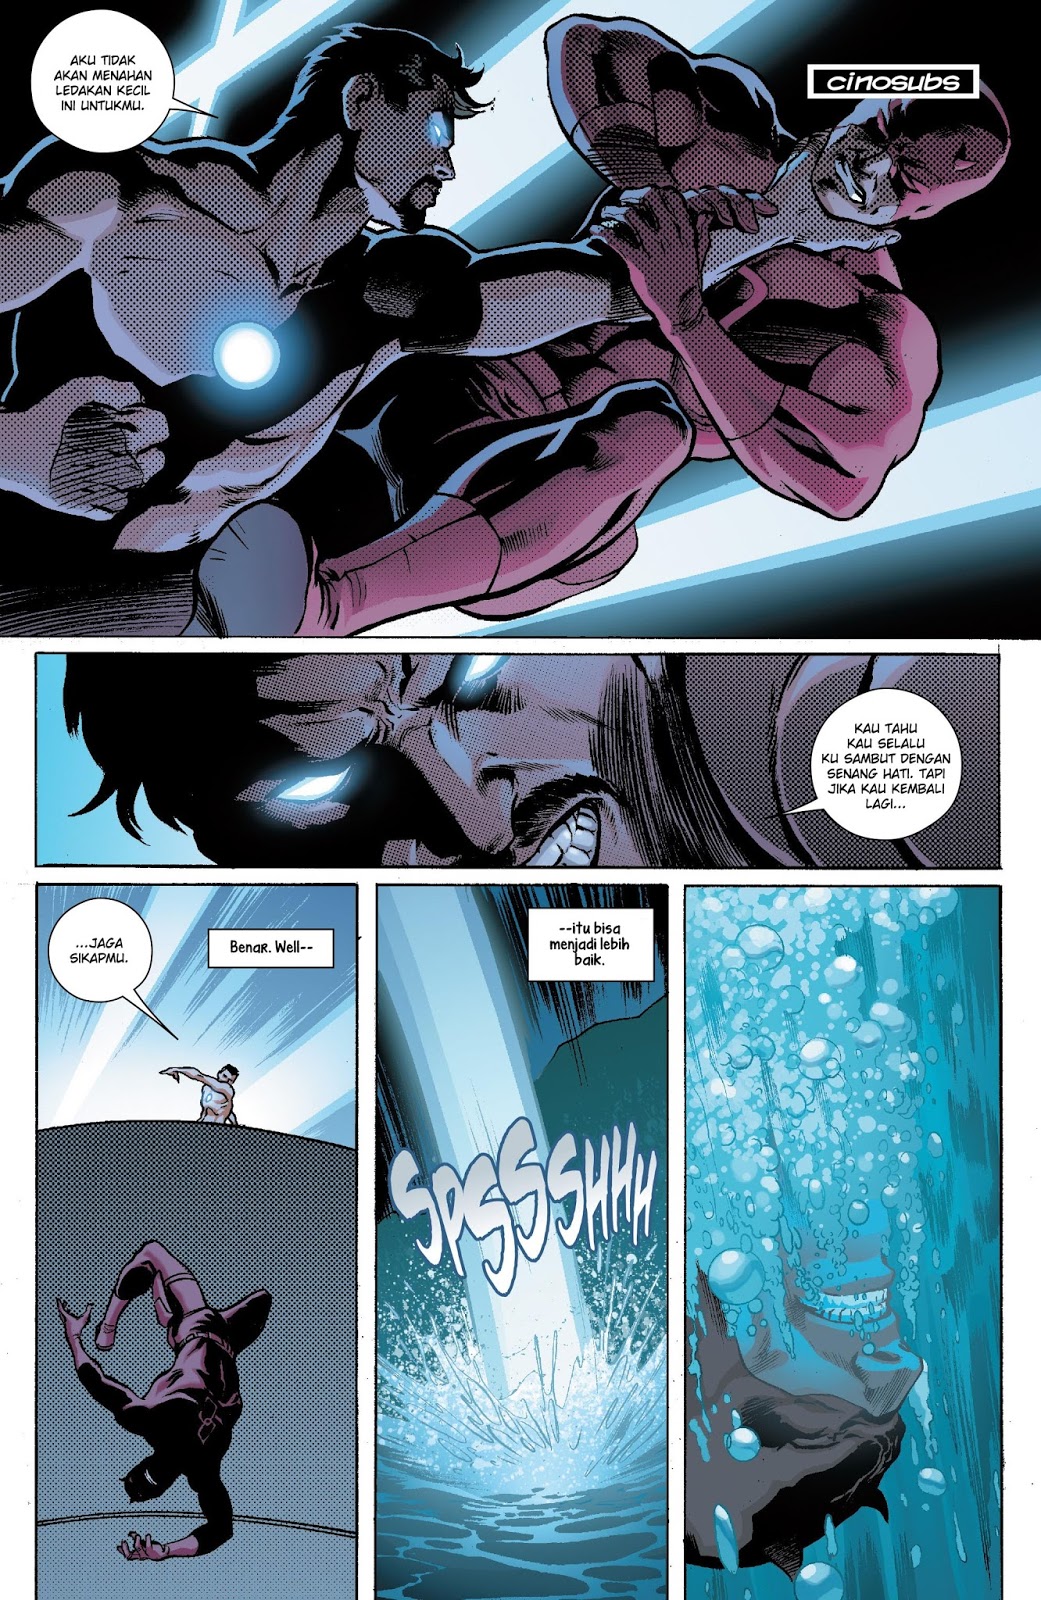 AKU TIDAK
AKAN MENAHAN
LEDAKAN KECIL
INI UNTUKMU.
cinosubs
KAU TAHU
KAU SELALU
KU SAMBUT DENGAN
SENANG HATI. TAPI
JIKA KAU KEMBALI
LAGI...
...JAGA
SIKAPMU.
Benar. Well--
--itu bisa
menjadi lebih
baik.
SPSSSSHHH